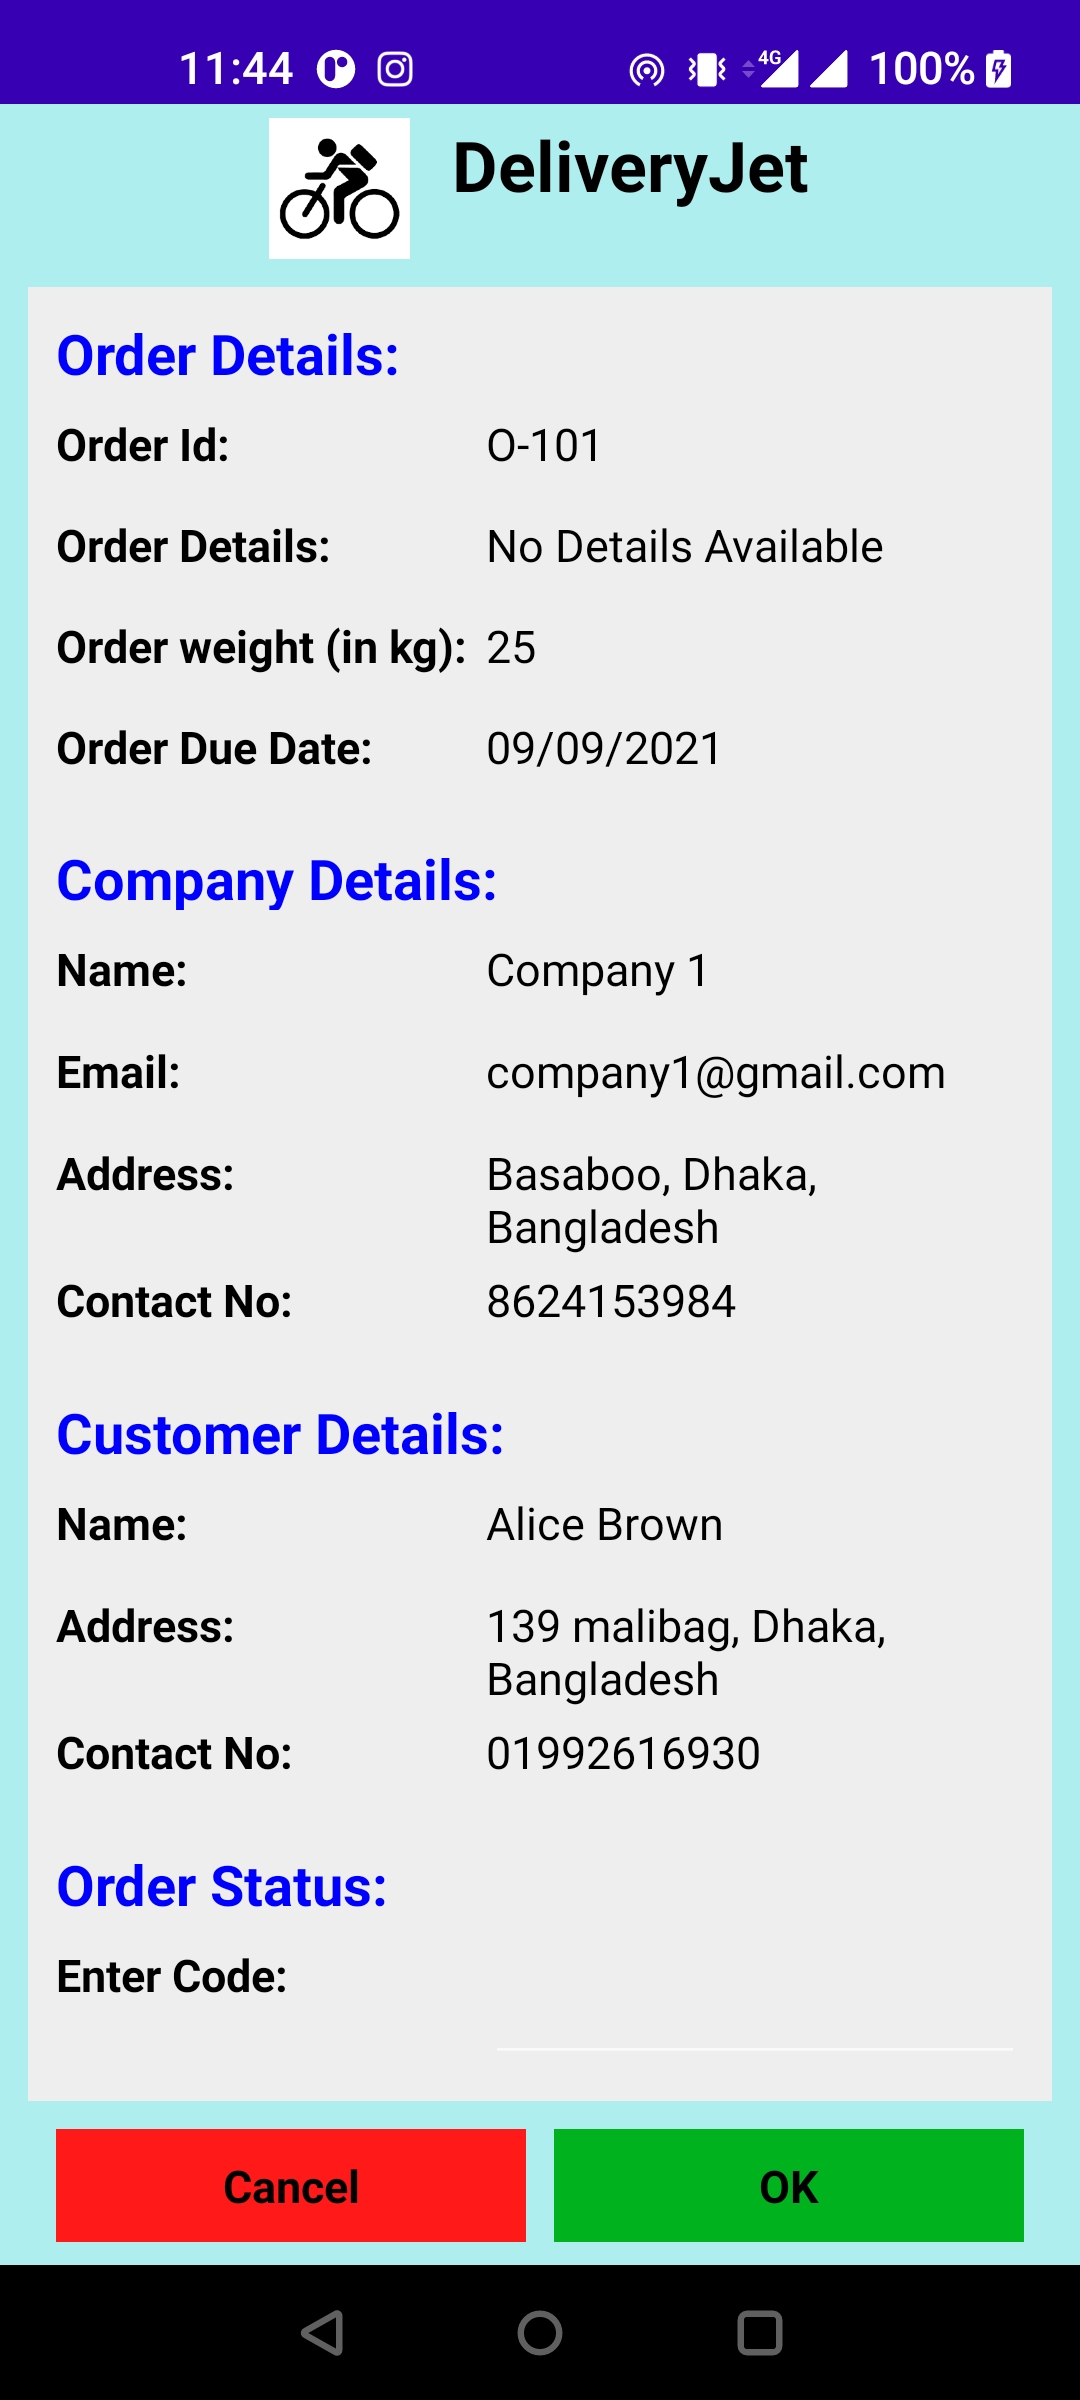 11:44 4G 100%
DeliveryJet
Order Details:
Order Id: O-101
Order Details: No Details Available
Order weight (in kg): 25
Order Due Date: 09/09/2021
Company Details:
Name: Company 1
Email: company1@gmail.com
Address: Basaboo, Dhaka,
Bangladesh
Contact No: 8624153984
Customer Details:
Name: Alice Brown
Address: 139 malibag, Dhaka,
Bangladesh
Contact No: 01992616930
Order Status:
Enter Code:
Cancel OK